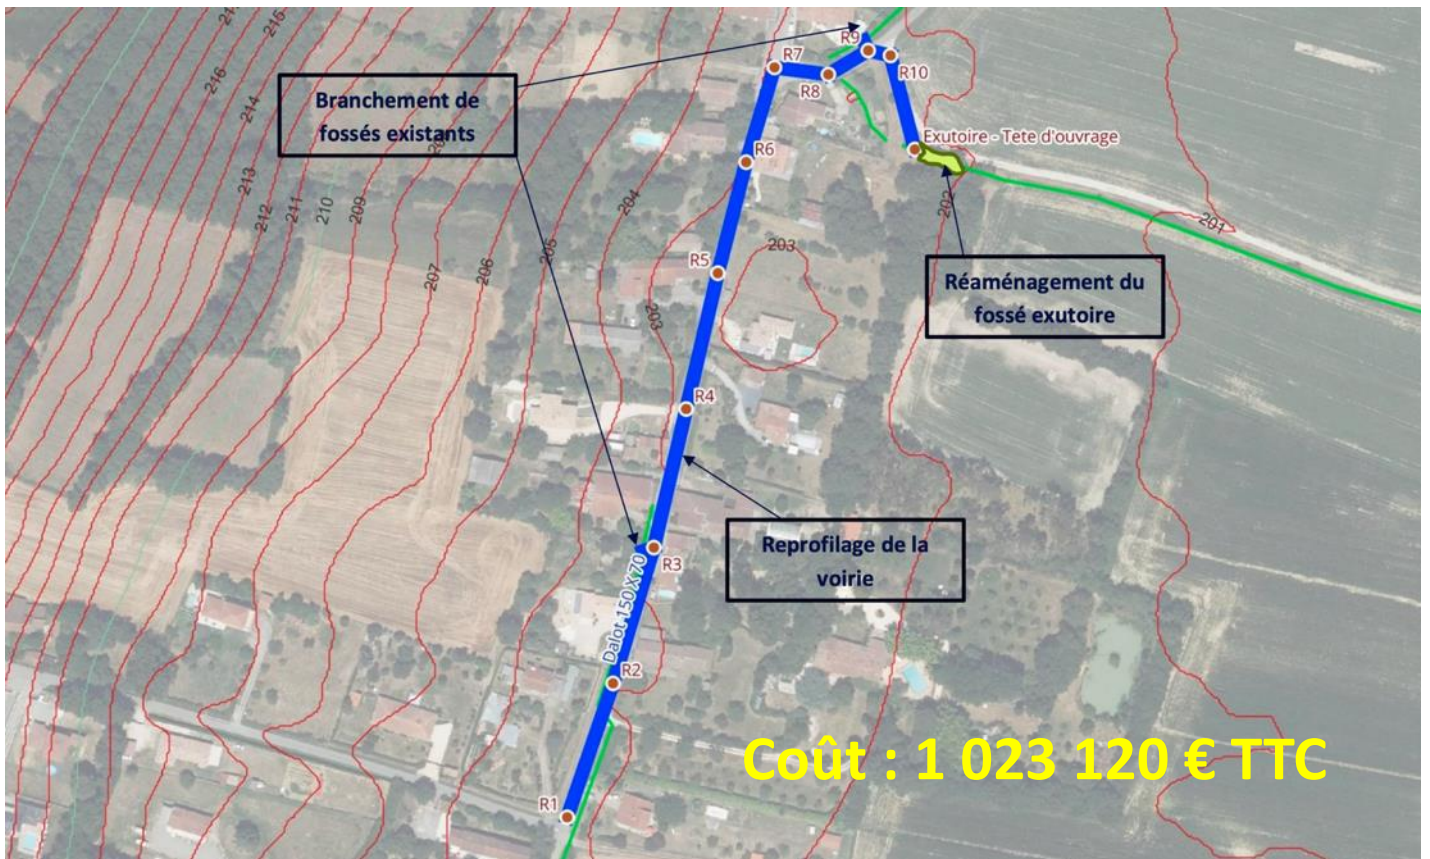 215
216
214
213
212
211
210
209
207
206
205
204
203
203
202
201
Branchement de
fossés existants
R7
R8
R9
R10
Exutoire - Tete d'ouvrage
R6
R5
R4
Réaménagement du
fossé exutoire
Reprofilage de la
voirie
R3
Dalot 150 X 70
R2
R1
Coût : 1 023 120 € TTC